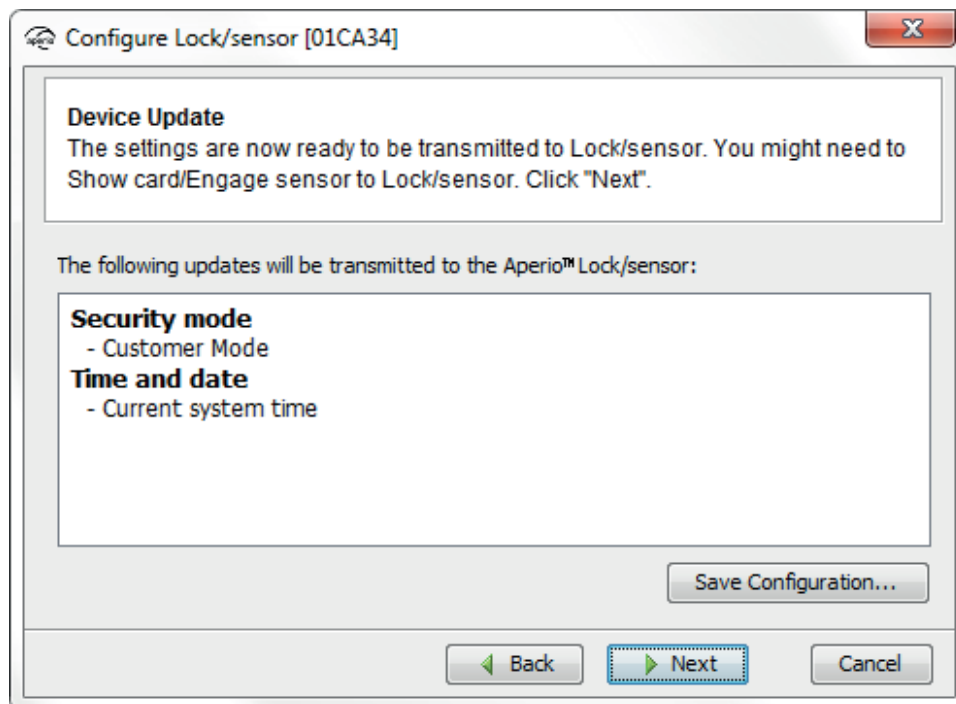 Configure Lock/sensor [01CA34]
Device Update
The settings are now ready to be transmitted to Lock/sensor. You might need to
Show card/Engage sensor to Lock/sensor. Click "Next".
The following updates will be transmitted to the Aperio™ Lock/sensor:
Security mode
- Customer Mode
Time and date
- Current system time
Save Configuration...
Back
Next
Cancel